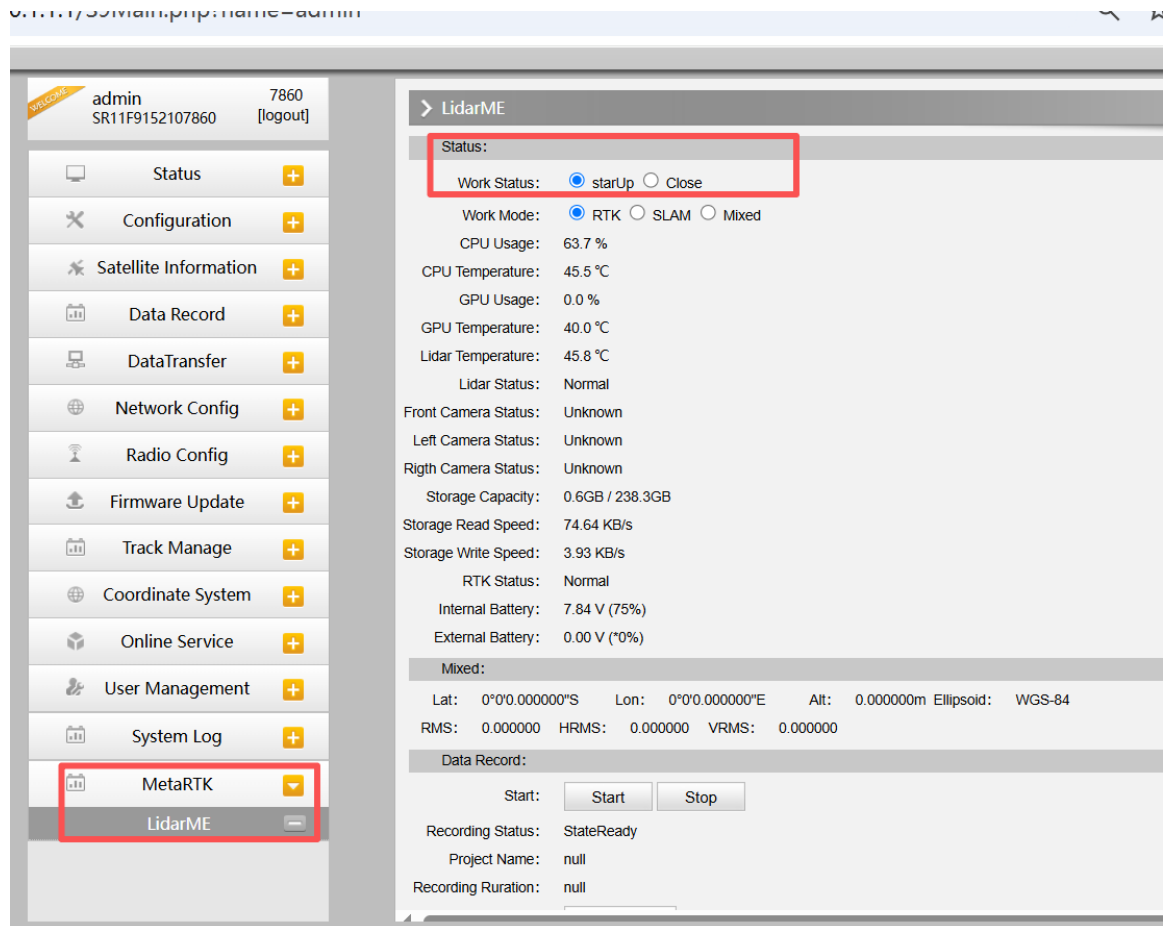 WELCOME
admin 7860
SR11F9152107860 [logout]
Status
Configuration
Satellite Information
Data Record
DataTransfer
Network Config
Radio Config
Firmware Update
Track Manage
Coordinate System
Online Service
User Management
System Log
MetaRTK
LidarME
LidarME
Status:
Work Status: starUp Close
Work Mode: RTK SLAM Mixed
CPU Usage: 63.7 %
CPU Temperature: 45.5 ℃
GPU Usage: 0.0 %
GPU Temperature: 40.0 ℃
Lidar Temperature: 45.8 ℃
Lidar Status: Normal
Front Camera Status: Unknown
Left Camera Status: Unknown
Rigth Camera Status: Unknown
Storage Capacity: 0.6GB / 238.3GB
Storage Read Speed: 74.64 KB/s
Storage Write Speed: 3.93 KB/s
RTK Status: Normal
Internal Battery: 7.84 V (75%)
External Battery: 0.00 V (*0%)
Mixed:
Lat: 0°0'0.000000"S Lon: 0°0'0.000000"E Alt: 0.000000m Ellipsoid: WGS-84
RMS: 0.000000 HRMS: 0.000000 VRMS: 0.000000
Data Record:
Start: Start Stop
Recording Status: StateReady
Project Name: null
Recording Ruration: null